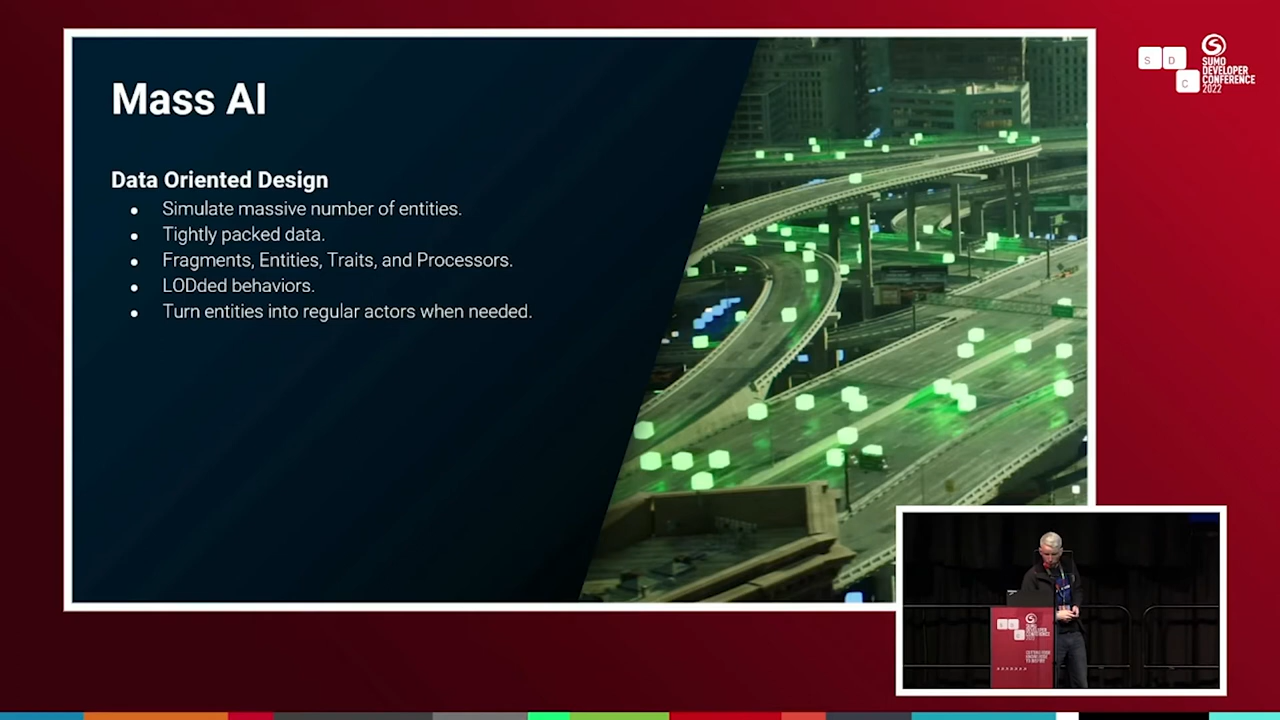 Mass AI
Data Oriented Design
• Simulate massive number of entities.
• Tightly packed data.
• Fragments, Entities, Traits, and Processors.
• LODded behaviors.
• Turn entities into regular actors when needed.
S D C
SUMO
DEVELOPER
CONFERENCE
2022